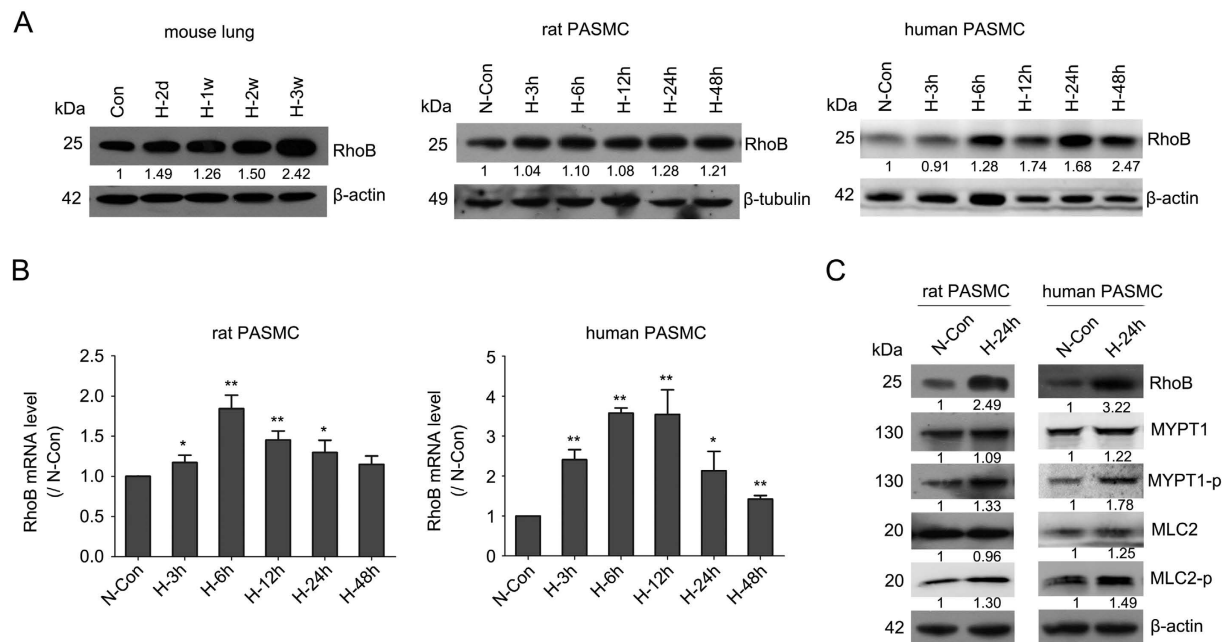 A
mouse lung
kDa
Con
H-2d
H-1w
H-2w
H-3w
25
RhoB
1 1.49 1.26 1.50 2.42
42
β-actin
rat PASMC
kDa
N-Con
H-3h
H-6h
H-12h
H-24h
H-48h
25
RhoB
1 1.04 1.10 1.08 1.28 1.21
49
β-tubulin
human PASMC
kDa
N-Con
H-3h
H-6h
H-12h
H-24h
H-48h
25
RhoB
1 0.91 1.28 1.74 1.68 2.47
42
β-actin
B
rat PASMC
RhoB mRNA level
(/ N-Con)
2.5
2.0
1.5
1.0
0.5
0.0
*
**
**
*
N-Con
H-3h
H-6h
H-12h
H-24h
H-48h
human PASMC
RhoB mRNA level
(/ N-Con)
5
4
3
2
1
0
**
**
**
*
**
N-Con
H-3h
H-6h
H-12h
H-24h
H-48h
C
rat PASMC
human PASMC
kDa
N-Con
H-24h
N-Con
H-24h
25
RhoB
1 2.49 1 3.22
130
MYPT1
1 1.09 1 1.22
130
MYPT1-p
1 1.33 1 1.78
20
MLC2
1 0.96 1 1.25
20
MLC2-p
1 1.30 1 1.49
42
β-actin